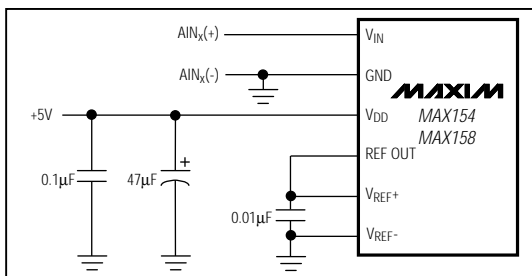 AINx(+)
VIN
AINx(-)
GND
MAXIM
+5V
VDD
MAX154
MAX158
REF OUT
+
0.1µF
47µF
VREF+
0.01µF
VREF-